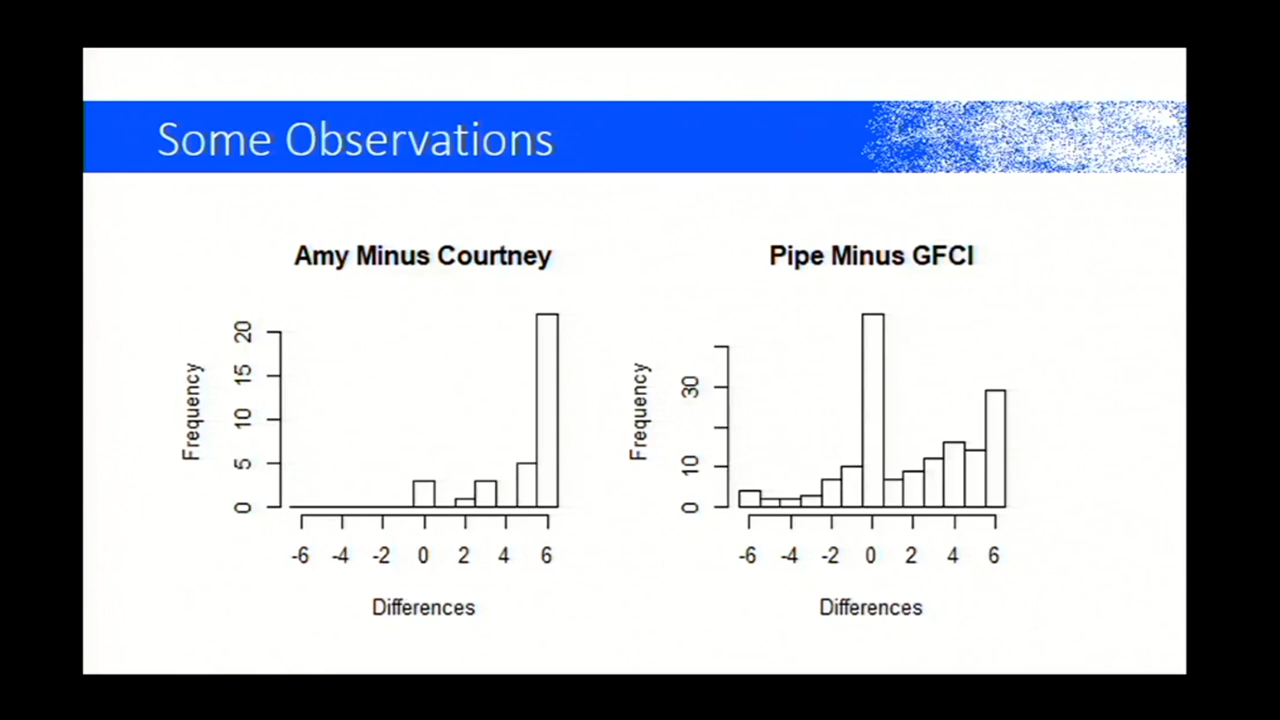 Some Observations
Amy Minus Courtney
Frequency
20
15
10
5
0
-6 -4 -2 0 2 4 6
Differences
Pipe Minus GFCI
Frequency
30
10
0
-6 -4 -2 0 2 4 6
Differences